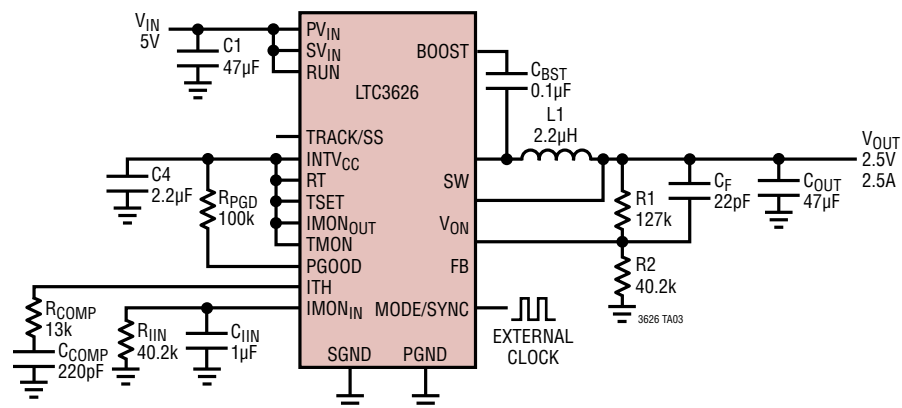 VIN
5V
C1
47µF
PVIN
SVIN
RUN
LTC3626
BOOST
CBST
0.1µF
L1
2.2µH
TRACK/SS
INTVCC
RT
TSET
IMONOUT
TMON
PGOOD
ITH
IMONIN
SW
VON
FB
MODE/SYNC
SGND
PGND
C4
2.2µF
RPGD
100k
RCOMP
13k
CCOMP
220pF
RIIN
40.2k
CIIN
1µF
R1
127k
R2
40.2k
CF
22pF
COUT
47µF
VOUT
2.5V
2.5A
EXTERNAL
CLOCK
3626 TA03